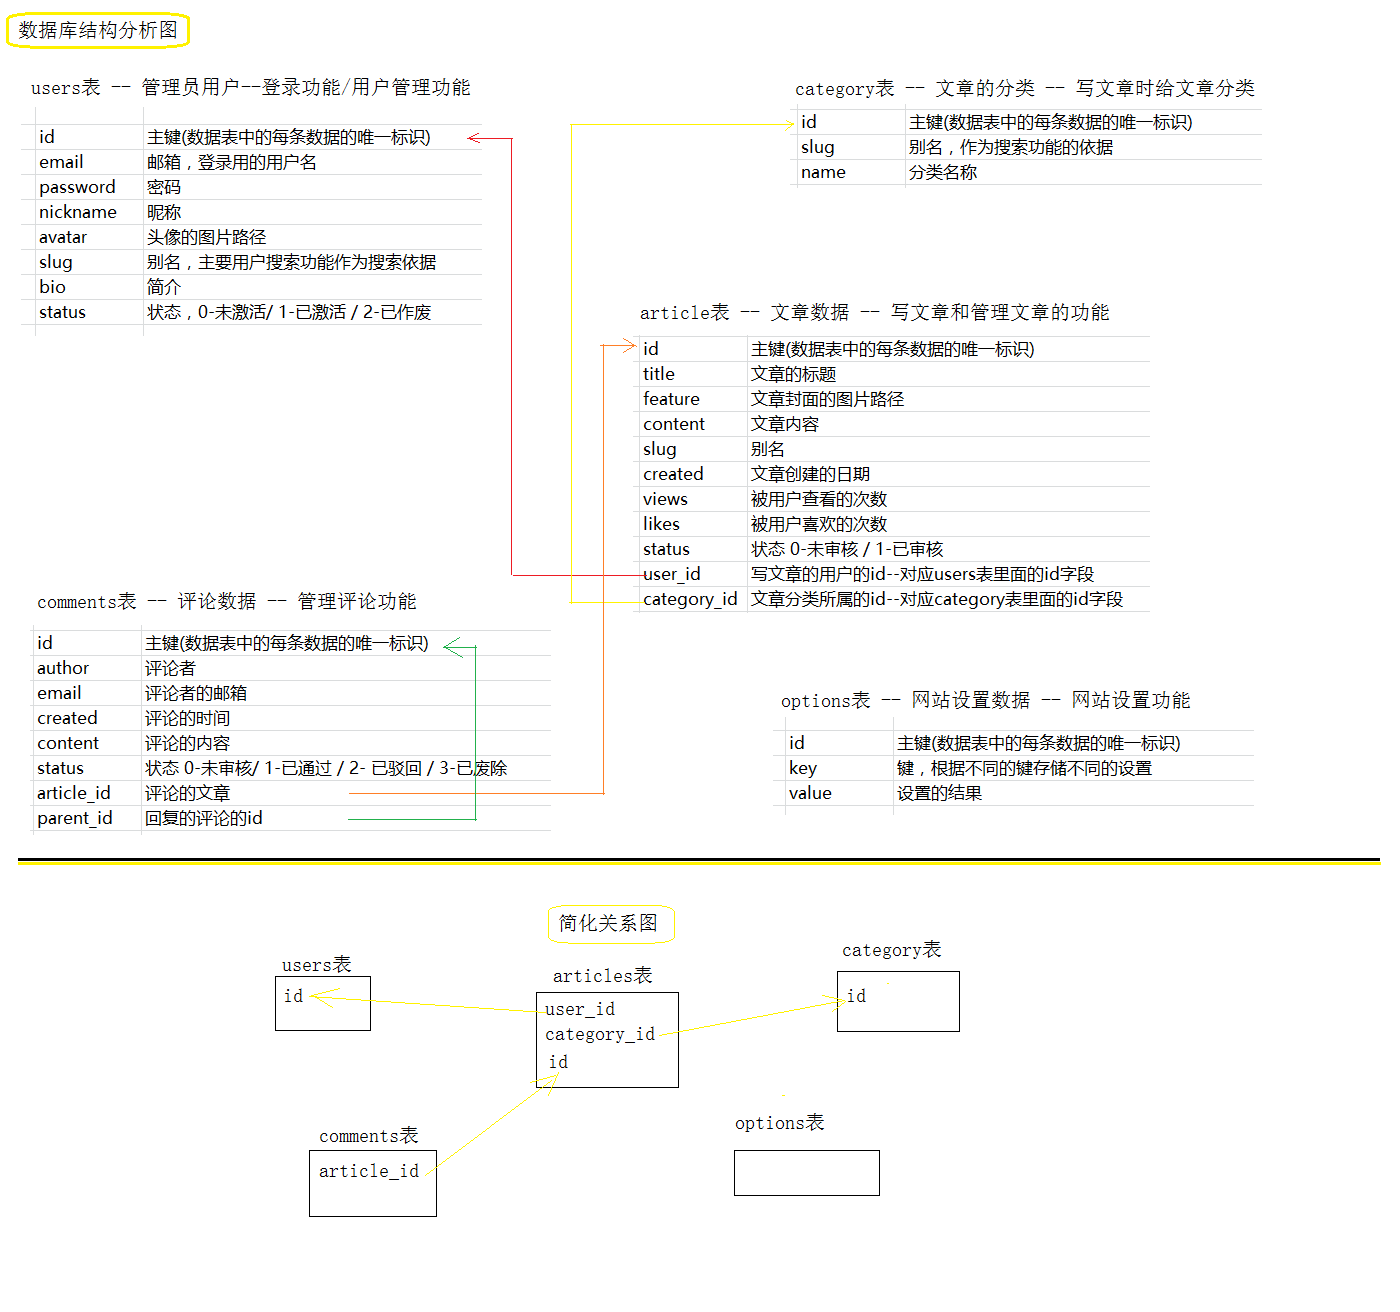 数据库结构分析图
users表 -- 管理员用户--登录功能/用户管理功能
id 主键(数据表中的每条数据的唯一标识)
email 邮箱，登录用的用户名
password 密码
nickname 昵称
avatar 头像的图片路径
slug 别名，主要用户搜索功能作为搜索依据
bio 简介
status 状态，0-未激活/ 1-已激活 / 2-已作废
category表 -- 文章的分类 -- 写文章时给文章分类
id 主键(数据表中的每条数据的唯一标识)
slug 别名，作为搜索功能的依据
name 分类名称
article表 -- 文章数据 -- 写文章和管理文章的功能
id 主键(数据表中的每条数据的唯一标识)
title 文章的标题
feature 文章封面的图片路径
content 文章内容
slug 别名
created 文章创建的日期
views 被用户查看的次数
likes 被用户喜欢的次数
status 状态 0-未审核 / 1-已审核
user_id 写文章的用户的id--对应users表里面的id字段
category_id 文章分类所属的id--对应category表里面的id字段
comments表 -- 评论数据 -- 管理评论功能
id 主键(数据表中的每条数据的唯一标识)
author 评论者
email 评论者的邮箱
created 评论的时间
content 评论的内容
status 状态 0-未审核/ 1-已通过 / 2- 已驳回 / 3-已废除
article_id 评论的文章
parent_id 回复的评论的id
options表 -- 网站设置数据 -- 网站设置功能
id 主键(数据表中的每条数据的唯一标识)
key 键，根据不同的键存储不同的设置
value 设置的结果
简化关系图
users表
id
articles表
user_id
category_id
id
category表
id
comments表
article_id
options表